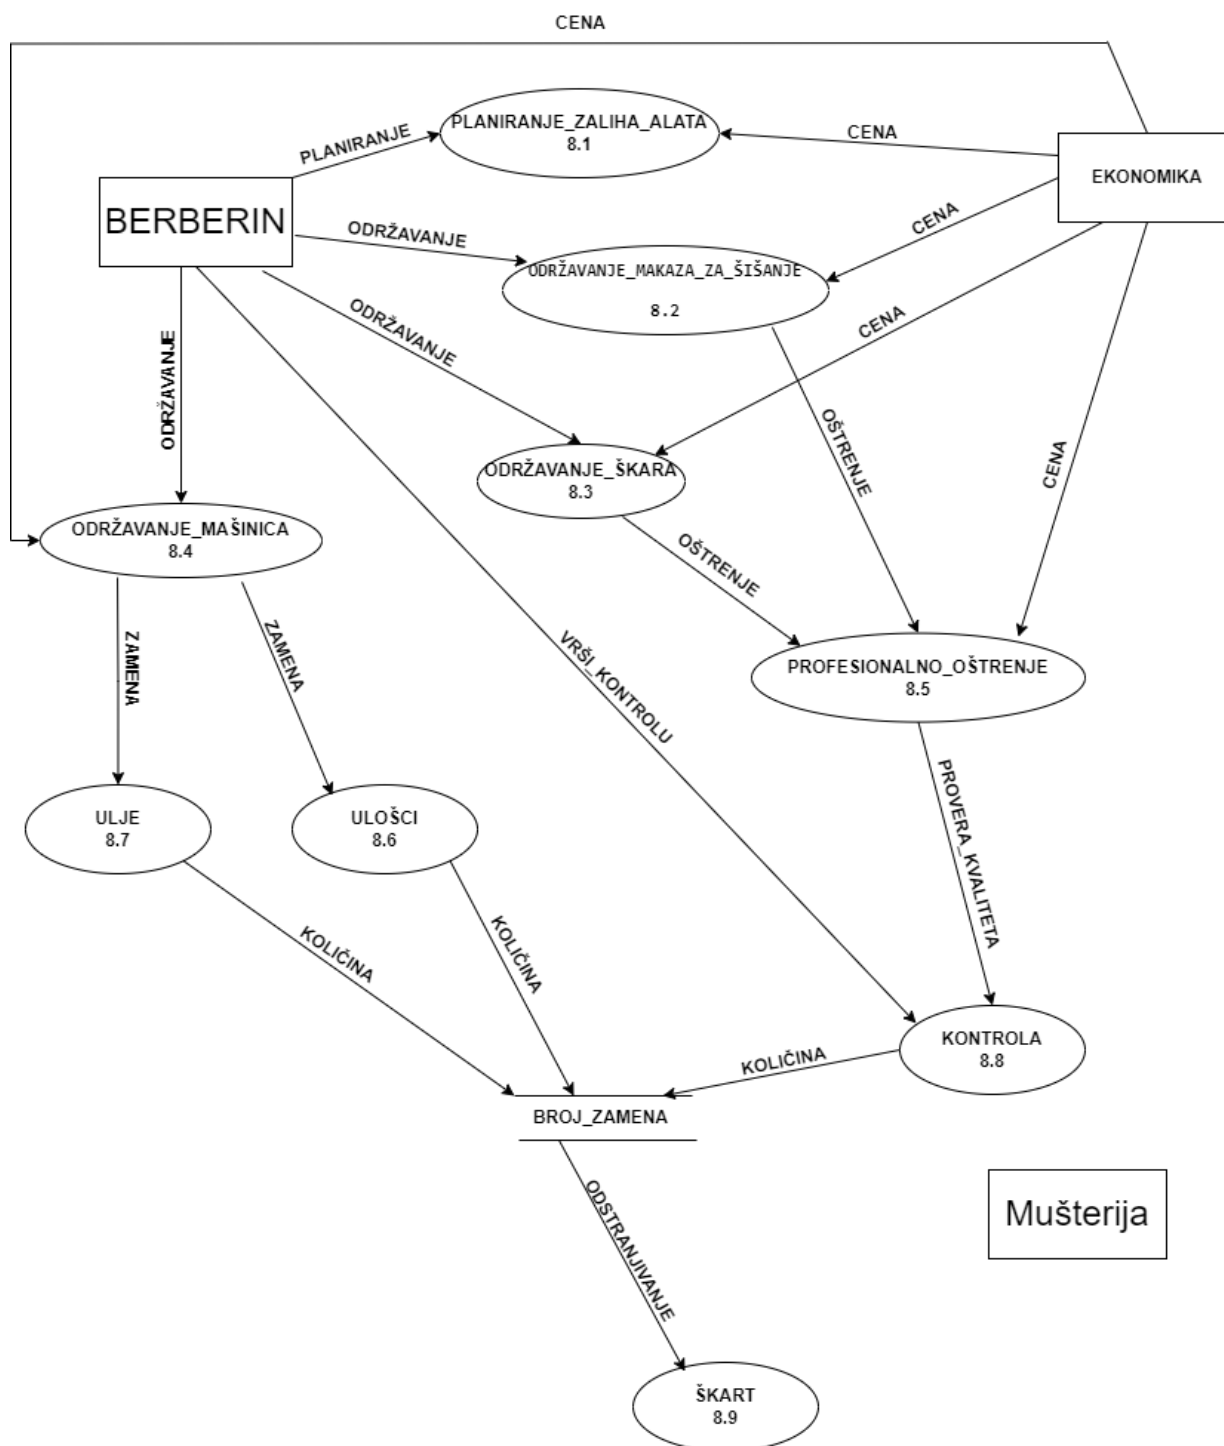 CENA
PLANIRANJE_ZALIHA_ALATA
8.1
PLANIRANJE
CENA
EKONOMIKA
BERBERIN
ODRŽAVANJE
CENA
ODRŽAVANJE_MAKAZA_ZA_ŠIŠANJE
8.2
ODRŽAVANJE
ODRŽAVANJE
CENA
OŠTRENJE
CENA
ODRŽAVANJE_ŠKARA
8.3
ODRŽAVANJE_MAŠINICA
8.4
OŠTRENJE
ZAMENA
ZAMENA
VRŠI_KONTROLU
PROFESIONALNO_OŠTRENJE
8.5
ULJE
8.7
ULOŠCI
8.6
PROVERA_KVALITETA
KOLIČINA
KOLIČINA
KONTROLA
8.8
KOLIČINA
BROJ_ZAMENA
ODSTRANJIVANJE
Mušterija
ŠKART
8.9